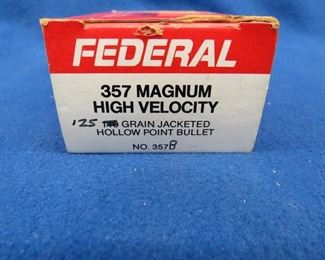 FEDERAL
357 MAGNUM
HIGH VELOCITY
125 GRAIN JACKETED
HOLLOW POINT BULLET
NO. 357B